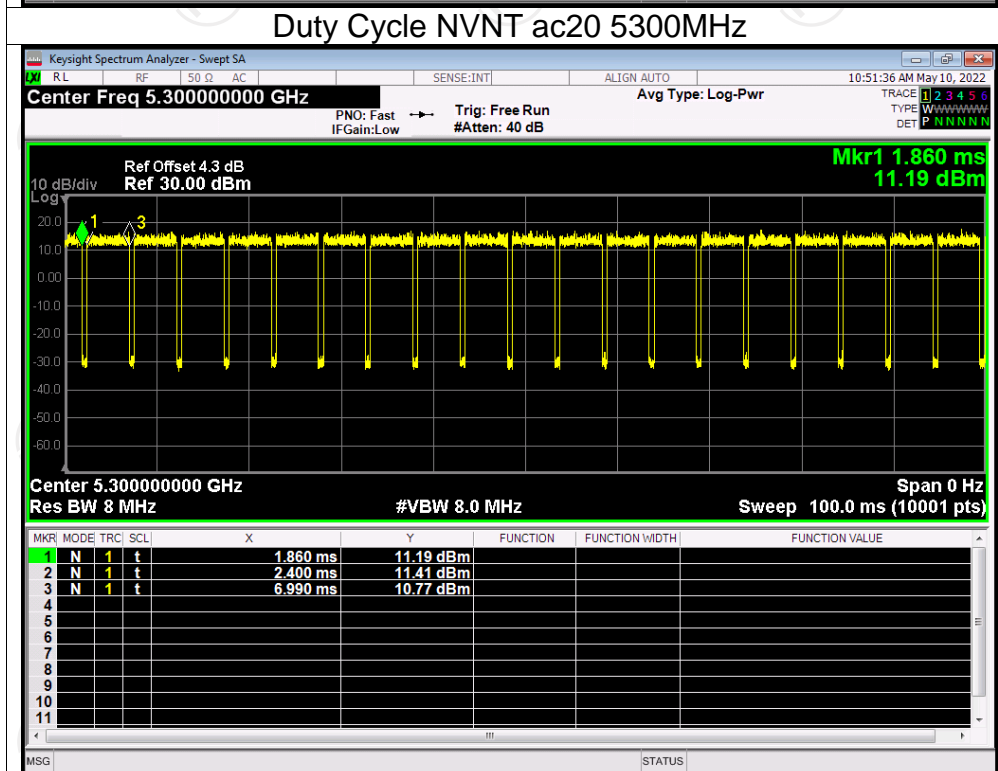 Duty Cycle NVNT ac20 5300MHz
Keysight Spectrum Analyzer - Swept SA
LXI RL RF 50 Ω AC SENSE:INT ALIGN AUTO 10:51:36 AM May 10, 2022
Center Freq 5.300000000 GHz Avg Type: Log-Pwr TRACE 1 2 3 4 5 6
PNO: Fast Trig: Free Run TYPE WWWWWW
IFGain:Low #Atten: 40 dB DET P N N N N N
Mkr1 1.860 ms
Ref Offset 4.3 dB
10 dB/div Ref 30.00 dBm 11.19 dBm
Log
1 3
20.0
10.0
0.00
-10.0
-20.0
-30.0
-40.0
-50.0
-60.0
Center 5.300000000 GHz Span 0 Hz
Res BW 8 MHz #VBW 8.0 MHz Sweep 100.0 ms (10001 pts)
MKR MODE TRC SCL X Y FUNCTION FUNCTION WIDTH FUNCTION VALUE
1 N 1 t 1.860 ms 11.19 dBm
2 N 1 t 2.400 ms 11.41 dBm
3 N 1 t 6.990 ms 10.77 dBm
4
5
6
7
8
9
10
11
MSG STATUS